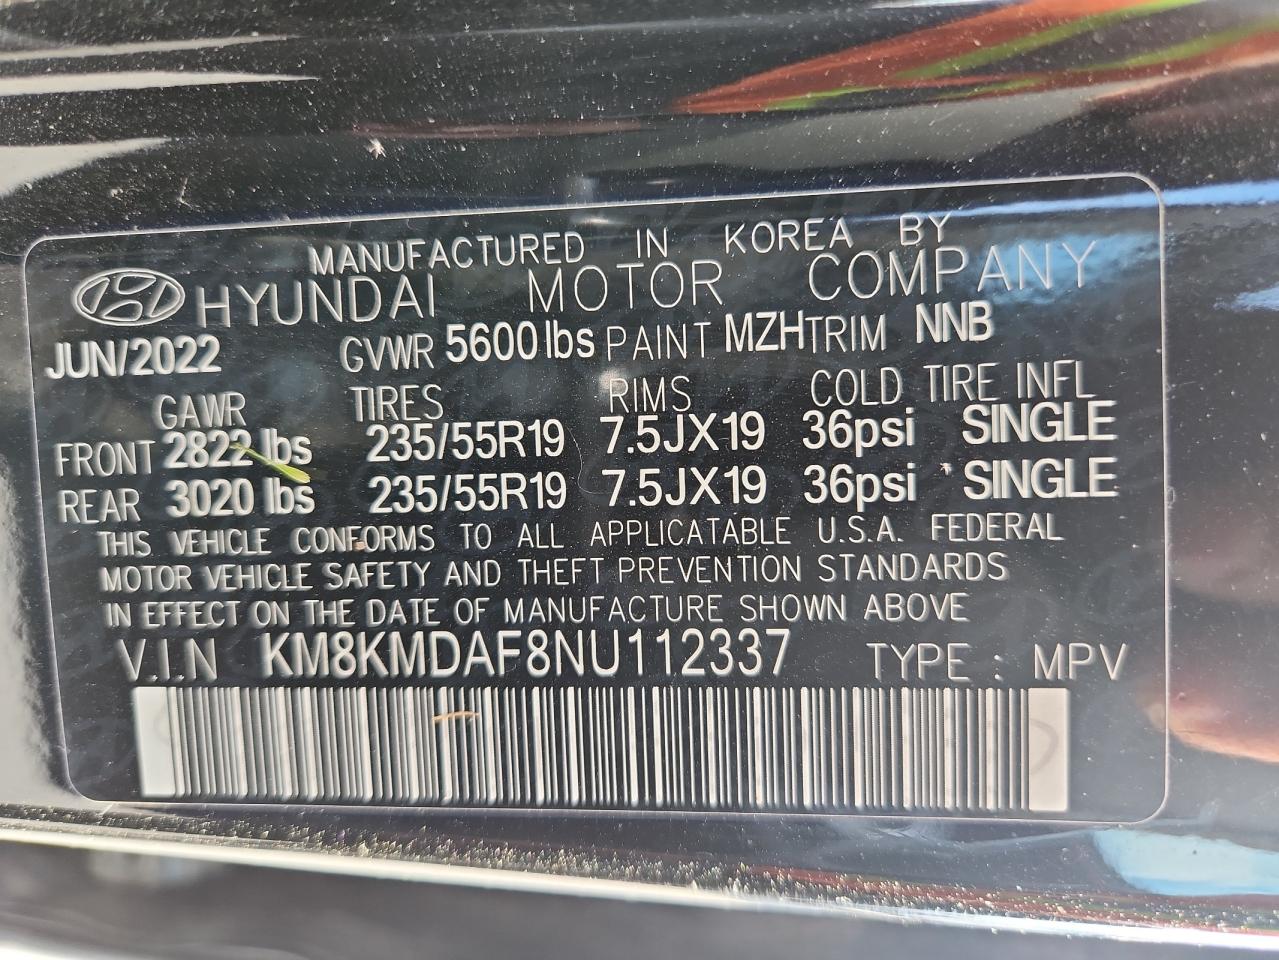 MANUFACTURED IN KOREA BY
HYUNDAI MOTOR COMPANY
JUN/2022 GVWR 5600 lbs PAINT MZH TRIM NNB
GAWR TIRES RIMS COLD TIRE INFL
FRONT 2822 lbs 235/55R19 7.5JX19 36psi SINGLE
REAR 3020 lbs 235/55R19 7.5JX19 36psi SINGLE
THIS VEHICLE CONFORMS TO ALL APPLICATABLE U.S.A. FEDERAL
MOTOR VEHICLE SAFETY AND THEFT PREVENTION STANDARDS
IN EFFECT ON THE DATE OF MANUFACTURE SHOWN ABOVE
V.I.N KM8KMDAF8NU112337 TYPE : MPV